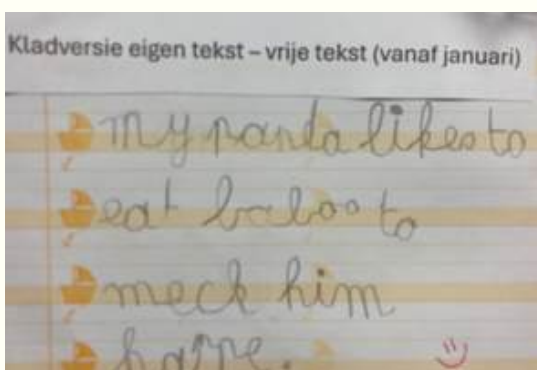 Kladversie eigen tekst – vrije tekst (vanaf januari)
my panda likes to
eat baboo to
meck him
happe.